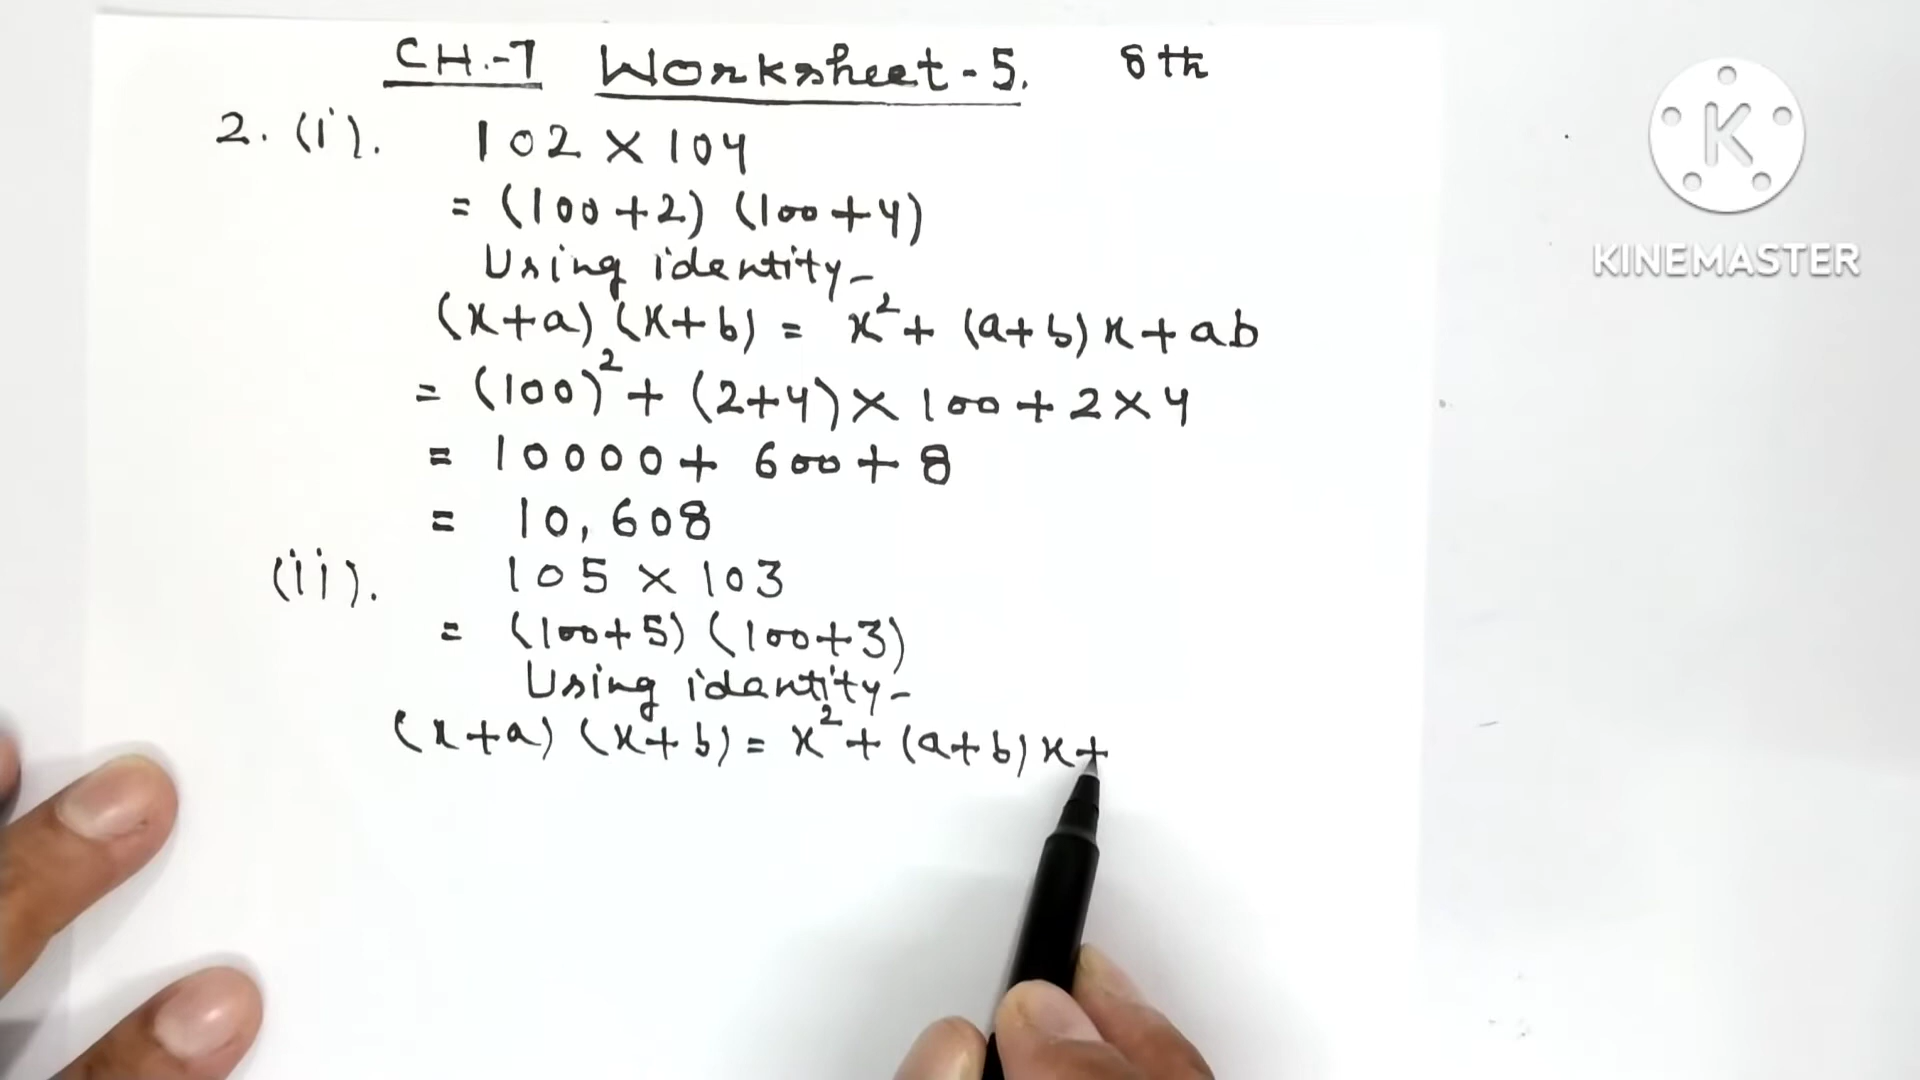 CH.-7 Worksheet-5. 8th
2. (i). 102 × 104
= (100+2) (100+4)
Using identity-
(x+a) (x+b) = x² + (a+b)x + ab
= (100)² + (2+4) × 100 + 2×4
= 10000 + 600 + 8
= 10,608
(ii). 105 × 103
= (100+5) (100+3)
Using identity-
(x+a) (x+b) = x² + (a+b)x+
K
KINEMASTER